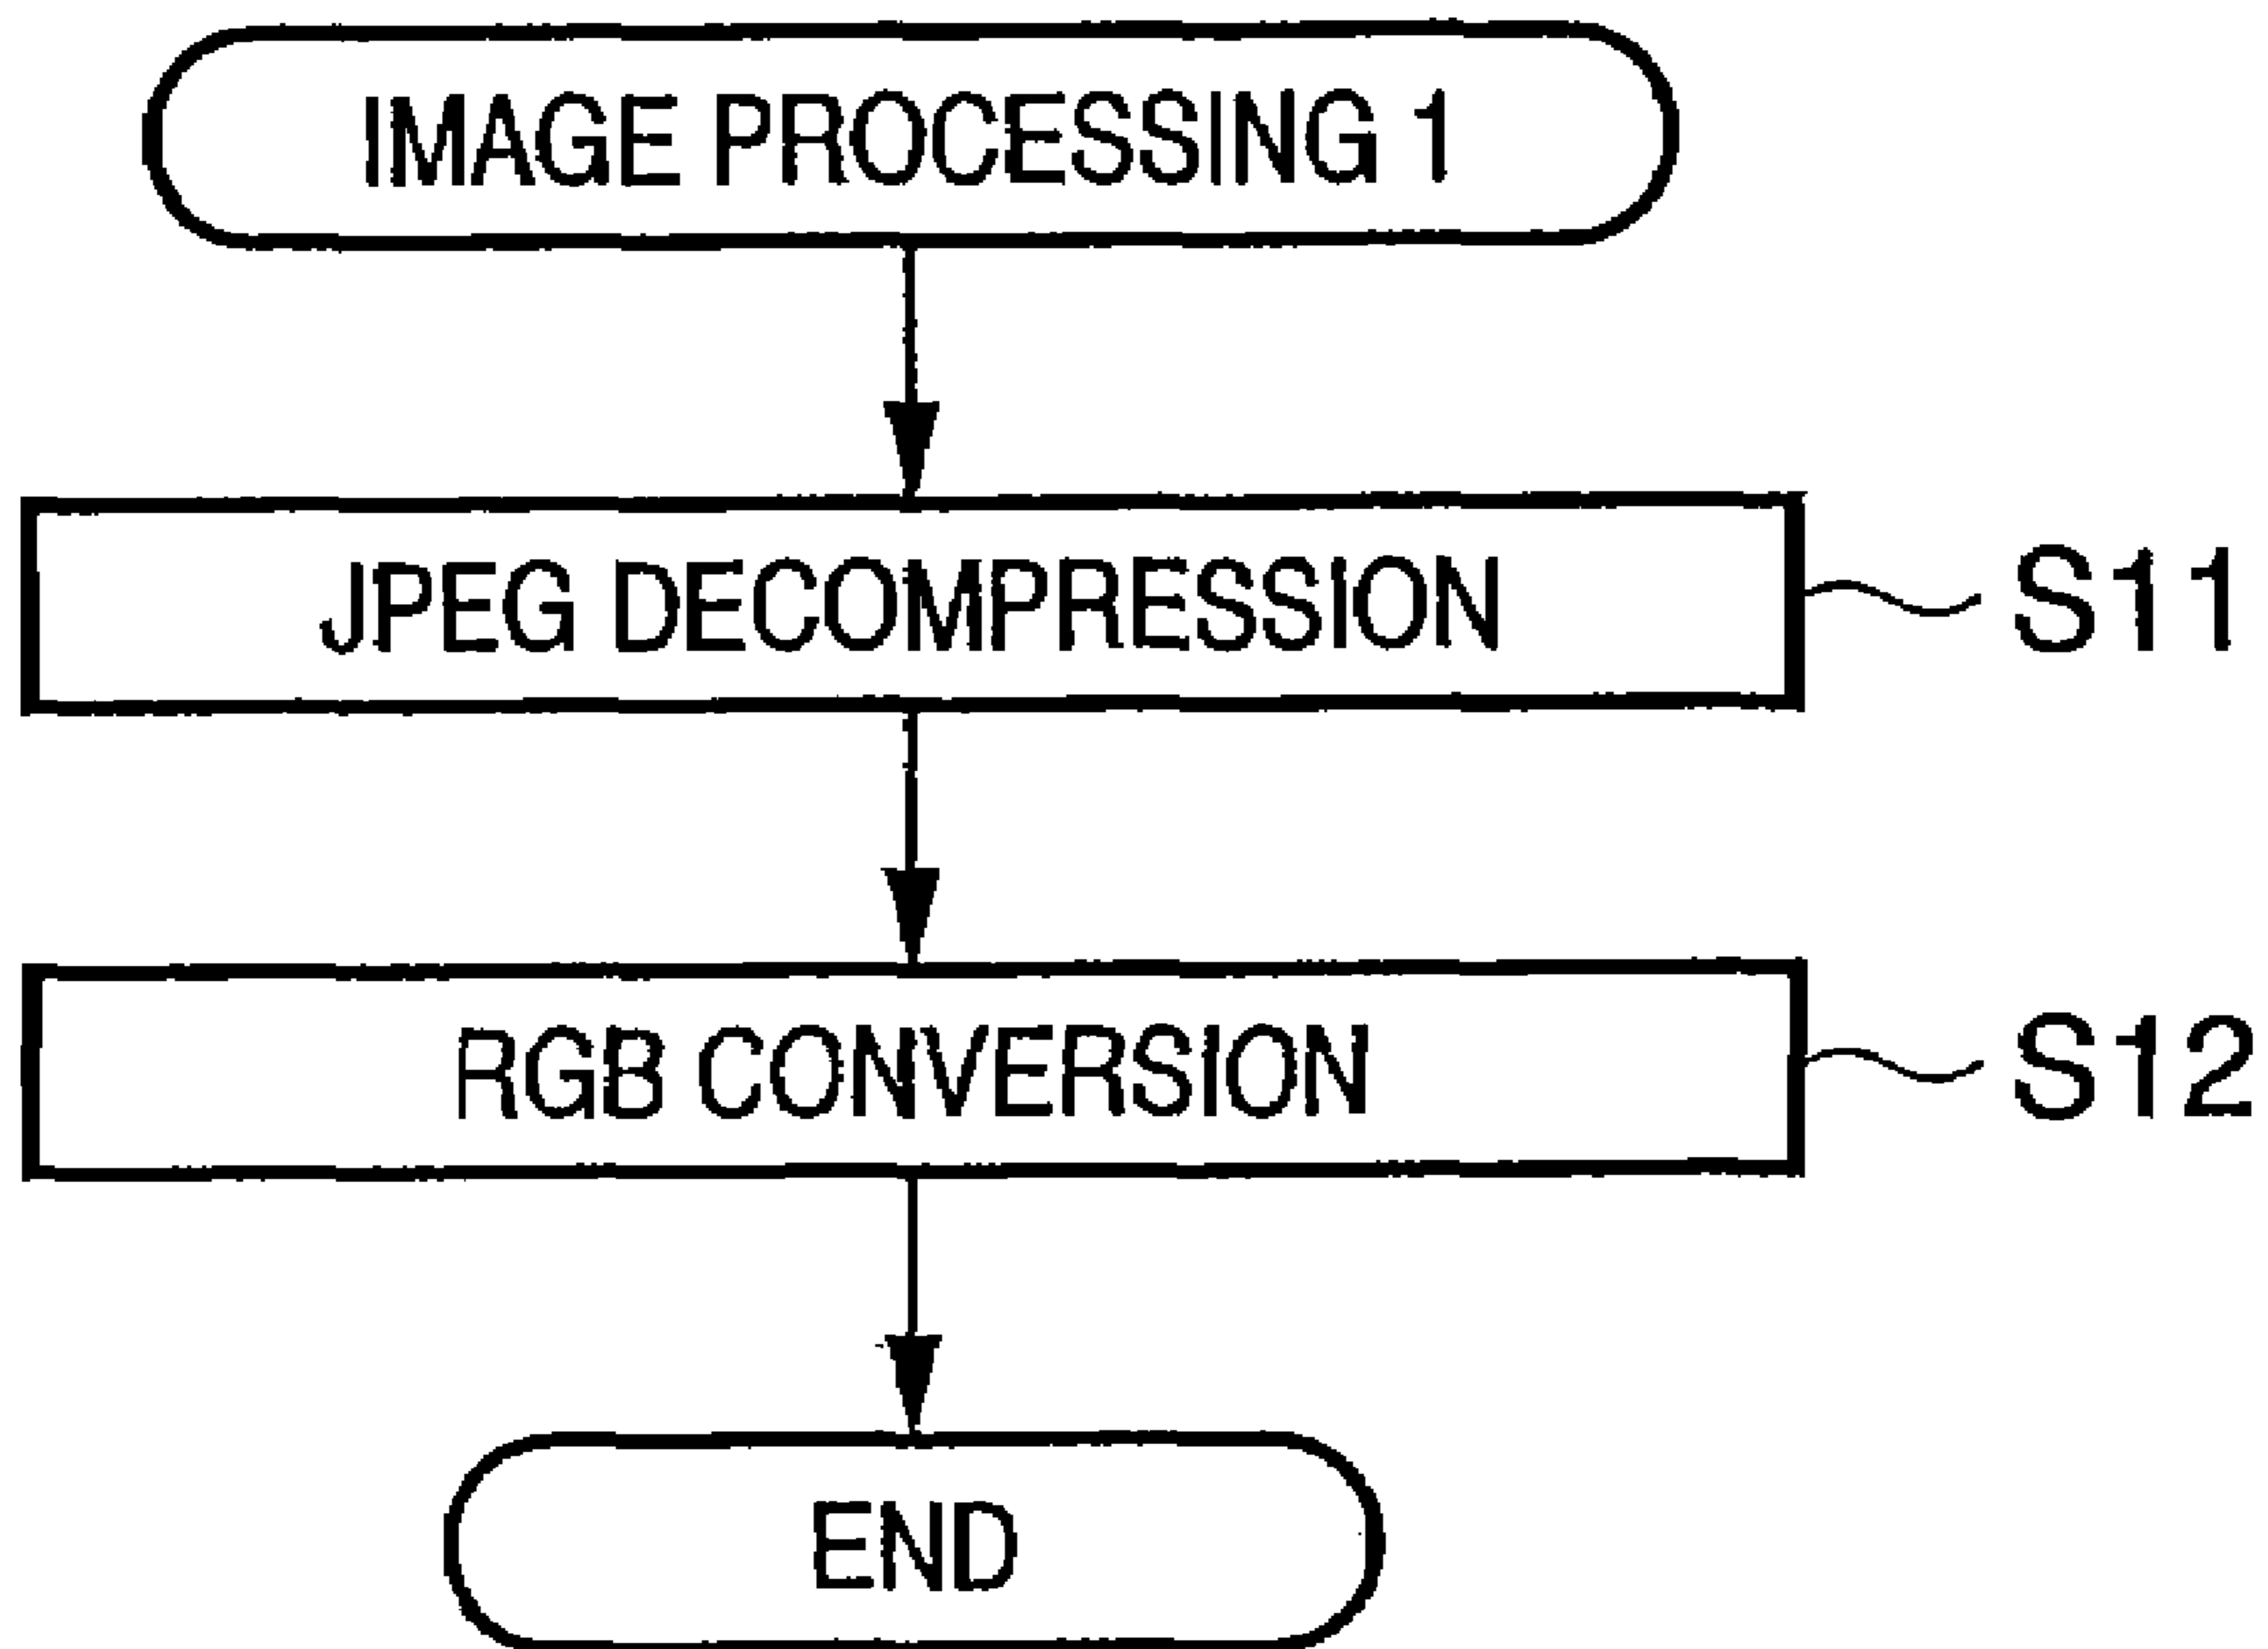 IMAGE PROCESSING 1
JPEG DECOMPRESSION
S11
RGB CONVERSION
S12
END